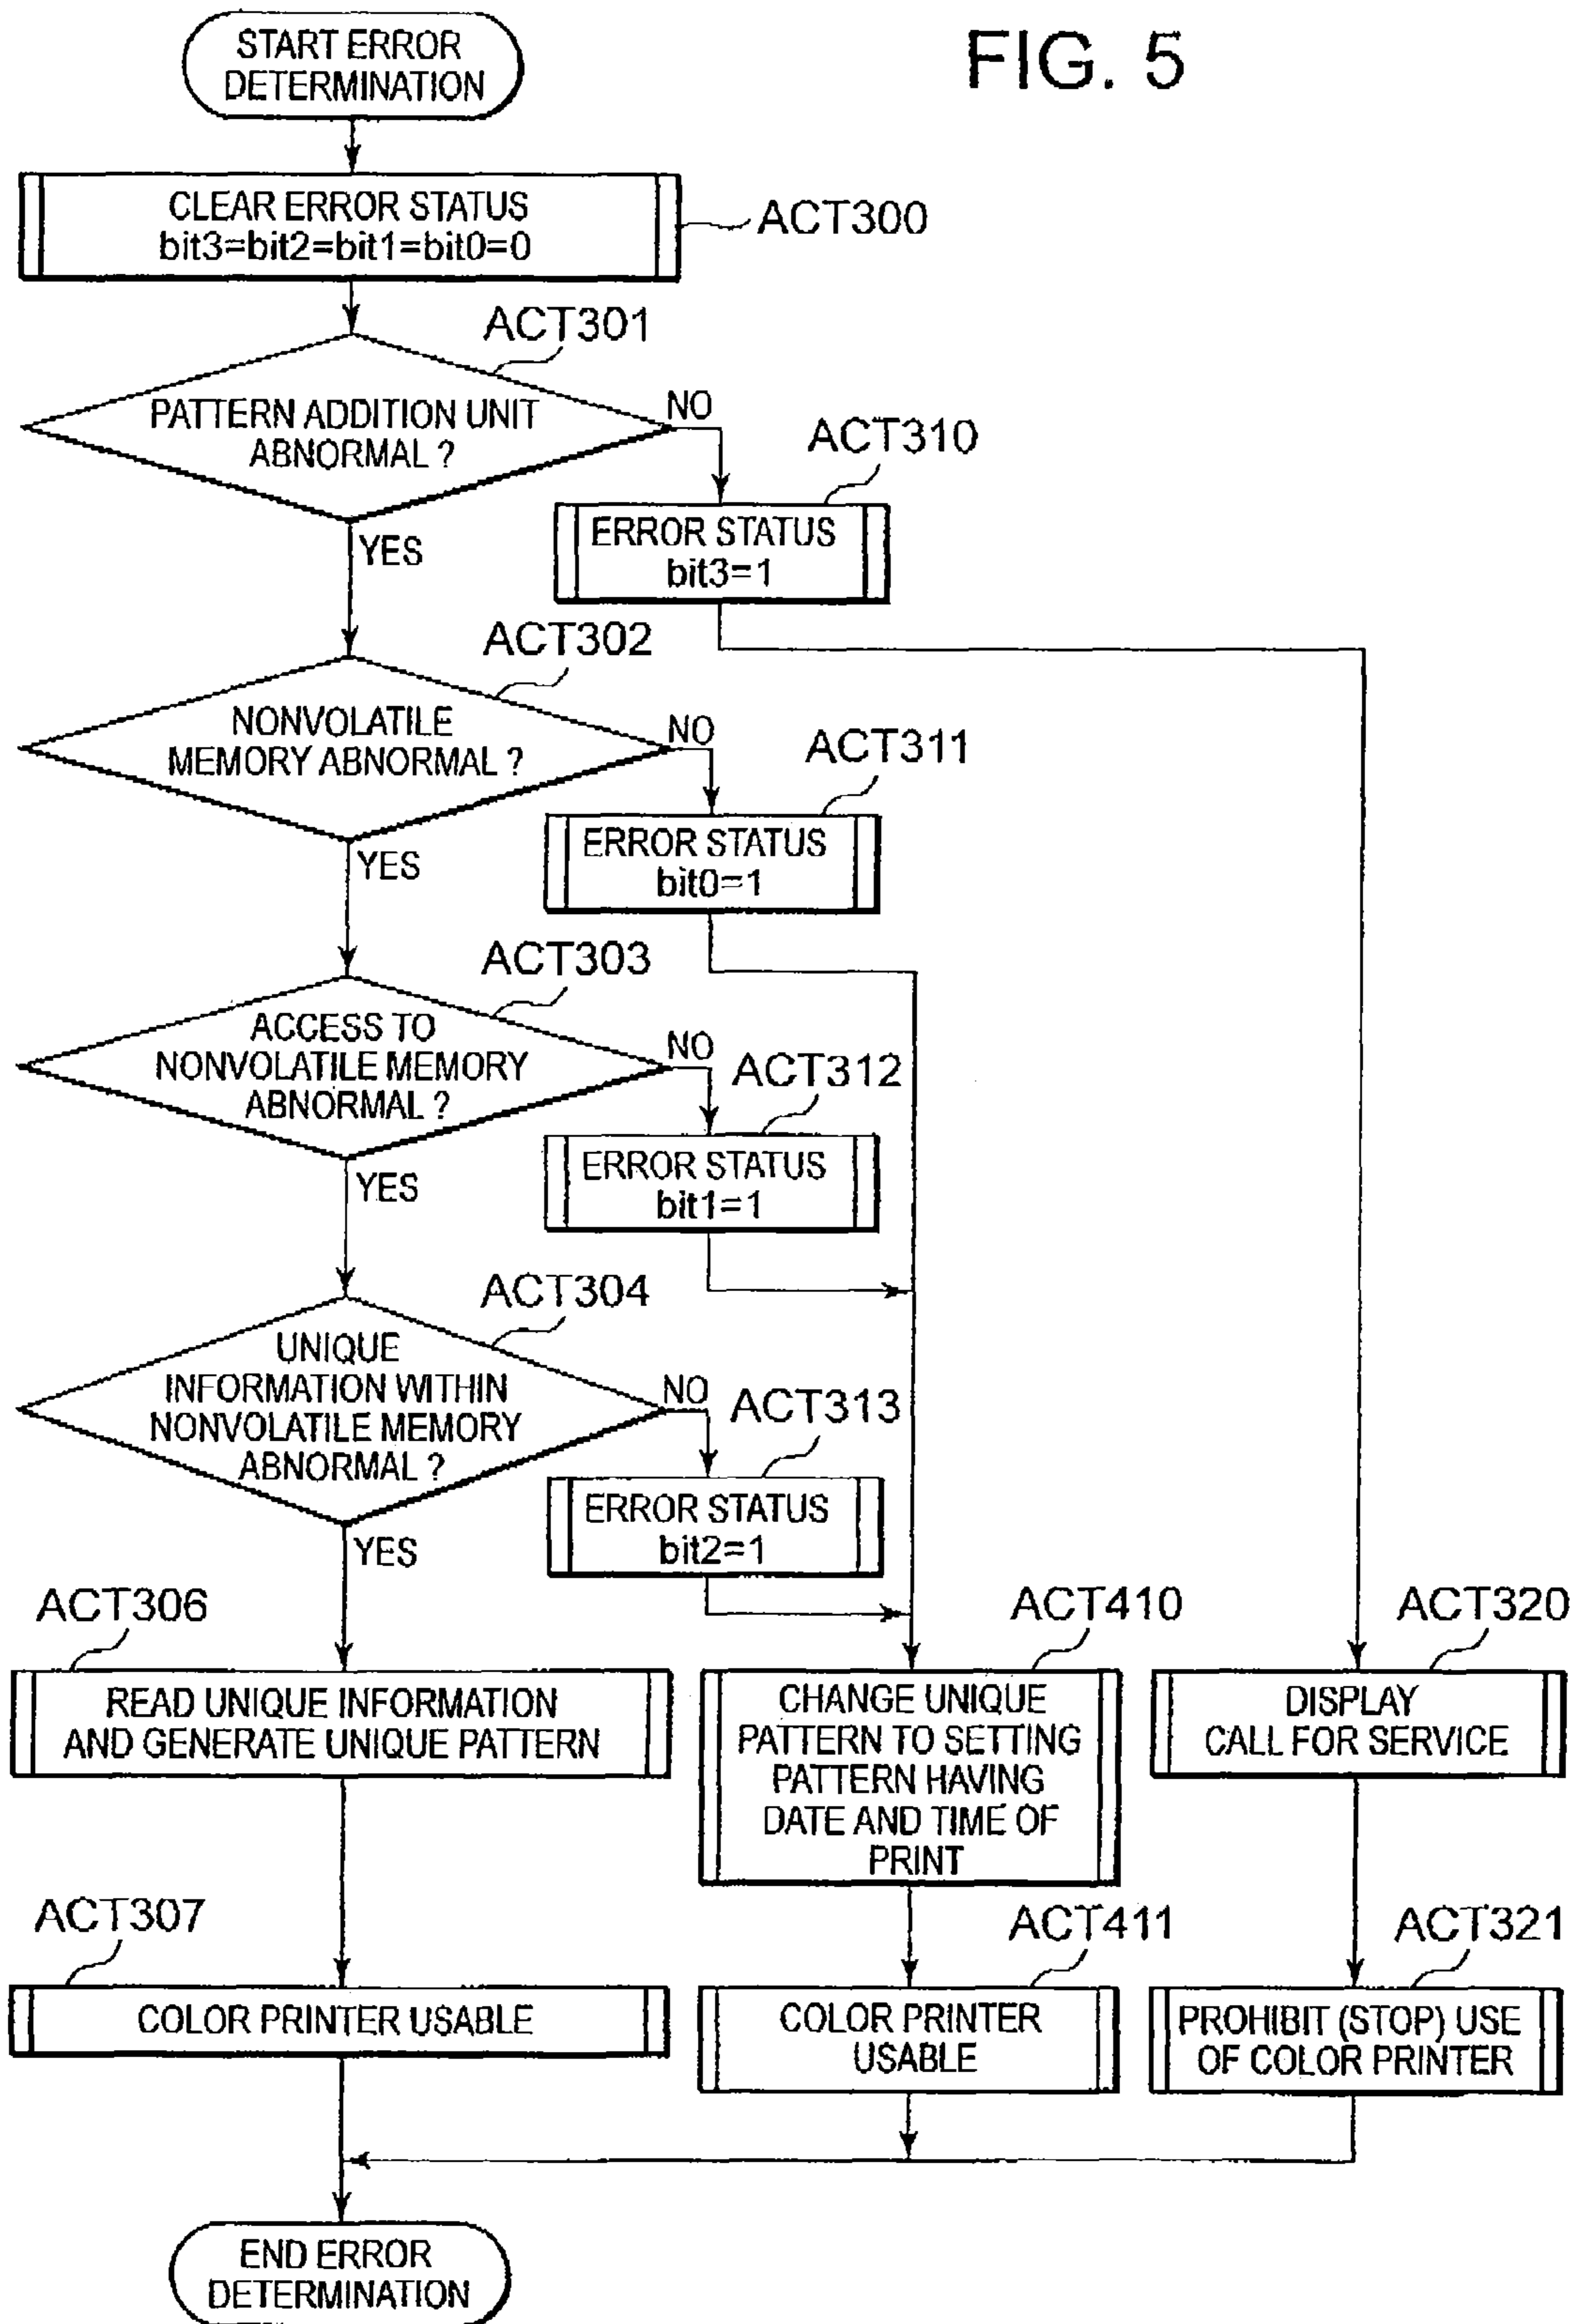 FIG. 5
START ERROR
DETERMINATION
CLEAR ERROR STATUS
bit3=bit2=bit1=bit0=0
ACT300
ACT301
PATTERN ADDITION UNIT
ABNORMAL ?
NO
YES
ACT310
ERROR STATUS
bit3=1
ACT302
NONVOLATILE
MEMORY ABNORMAL ?
NO
YES
ACT311
ERROR STATUS
bit0=1
ACT303
ACCESS TO
NONVOLATILE MEMORY
ABNORMAL ?
NO
YES
ACT312
ERROR STATUS
bit1=1
ACT304
UNIQUE
INFORMATION WITHIN
NONVOLATILE MEMORY
ABNORMAL ?
NO
YES
ACT313
ERROR STATUS
bit2=1
ACT306
READ UNIQUE INFORMATION
AND GENERATE UNIQUE PATTERN
ACT410
CHANGE UNIQUE
PATTERN TO SETTING
PATTERN HAVING
DATE AND TIME OF
PRINT
ACT320
DISPLAY
CALL FOR SERVICE
ACT307
COLOR PRINTER USABLE
ACT411
COLOR PRINTER
USABLE
ACT321
PROHIBIT (STOP) USE
OF COLOR PRINTER
END ERROR
DETERMINATION